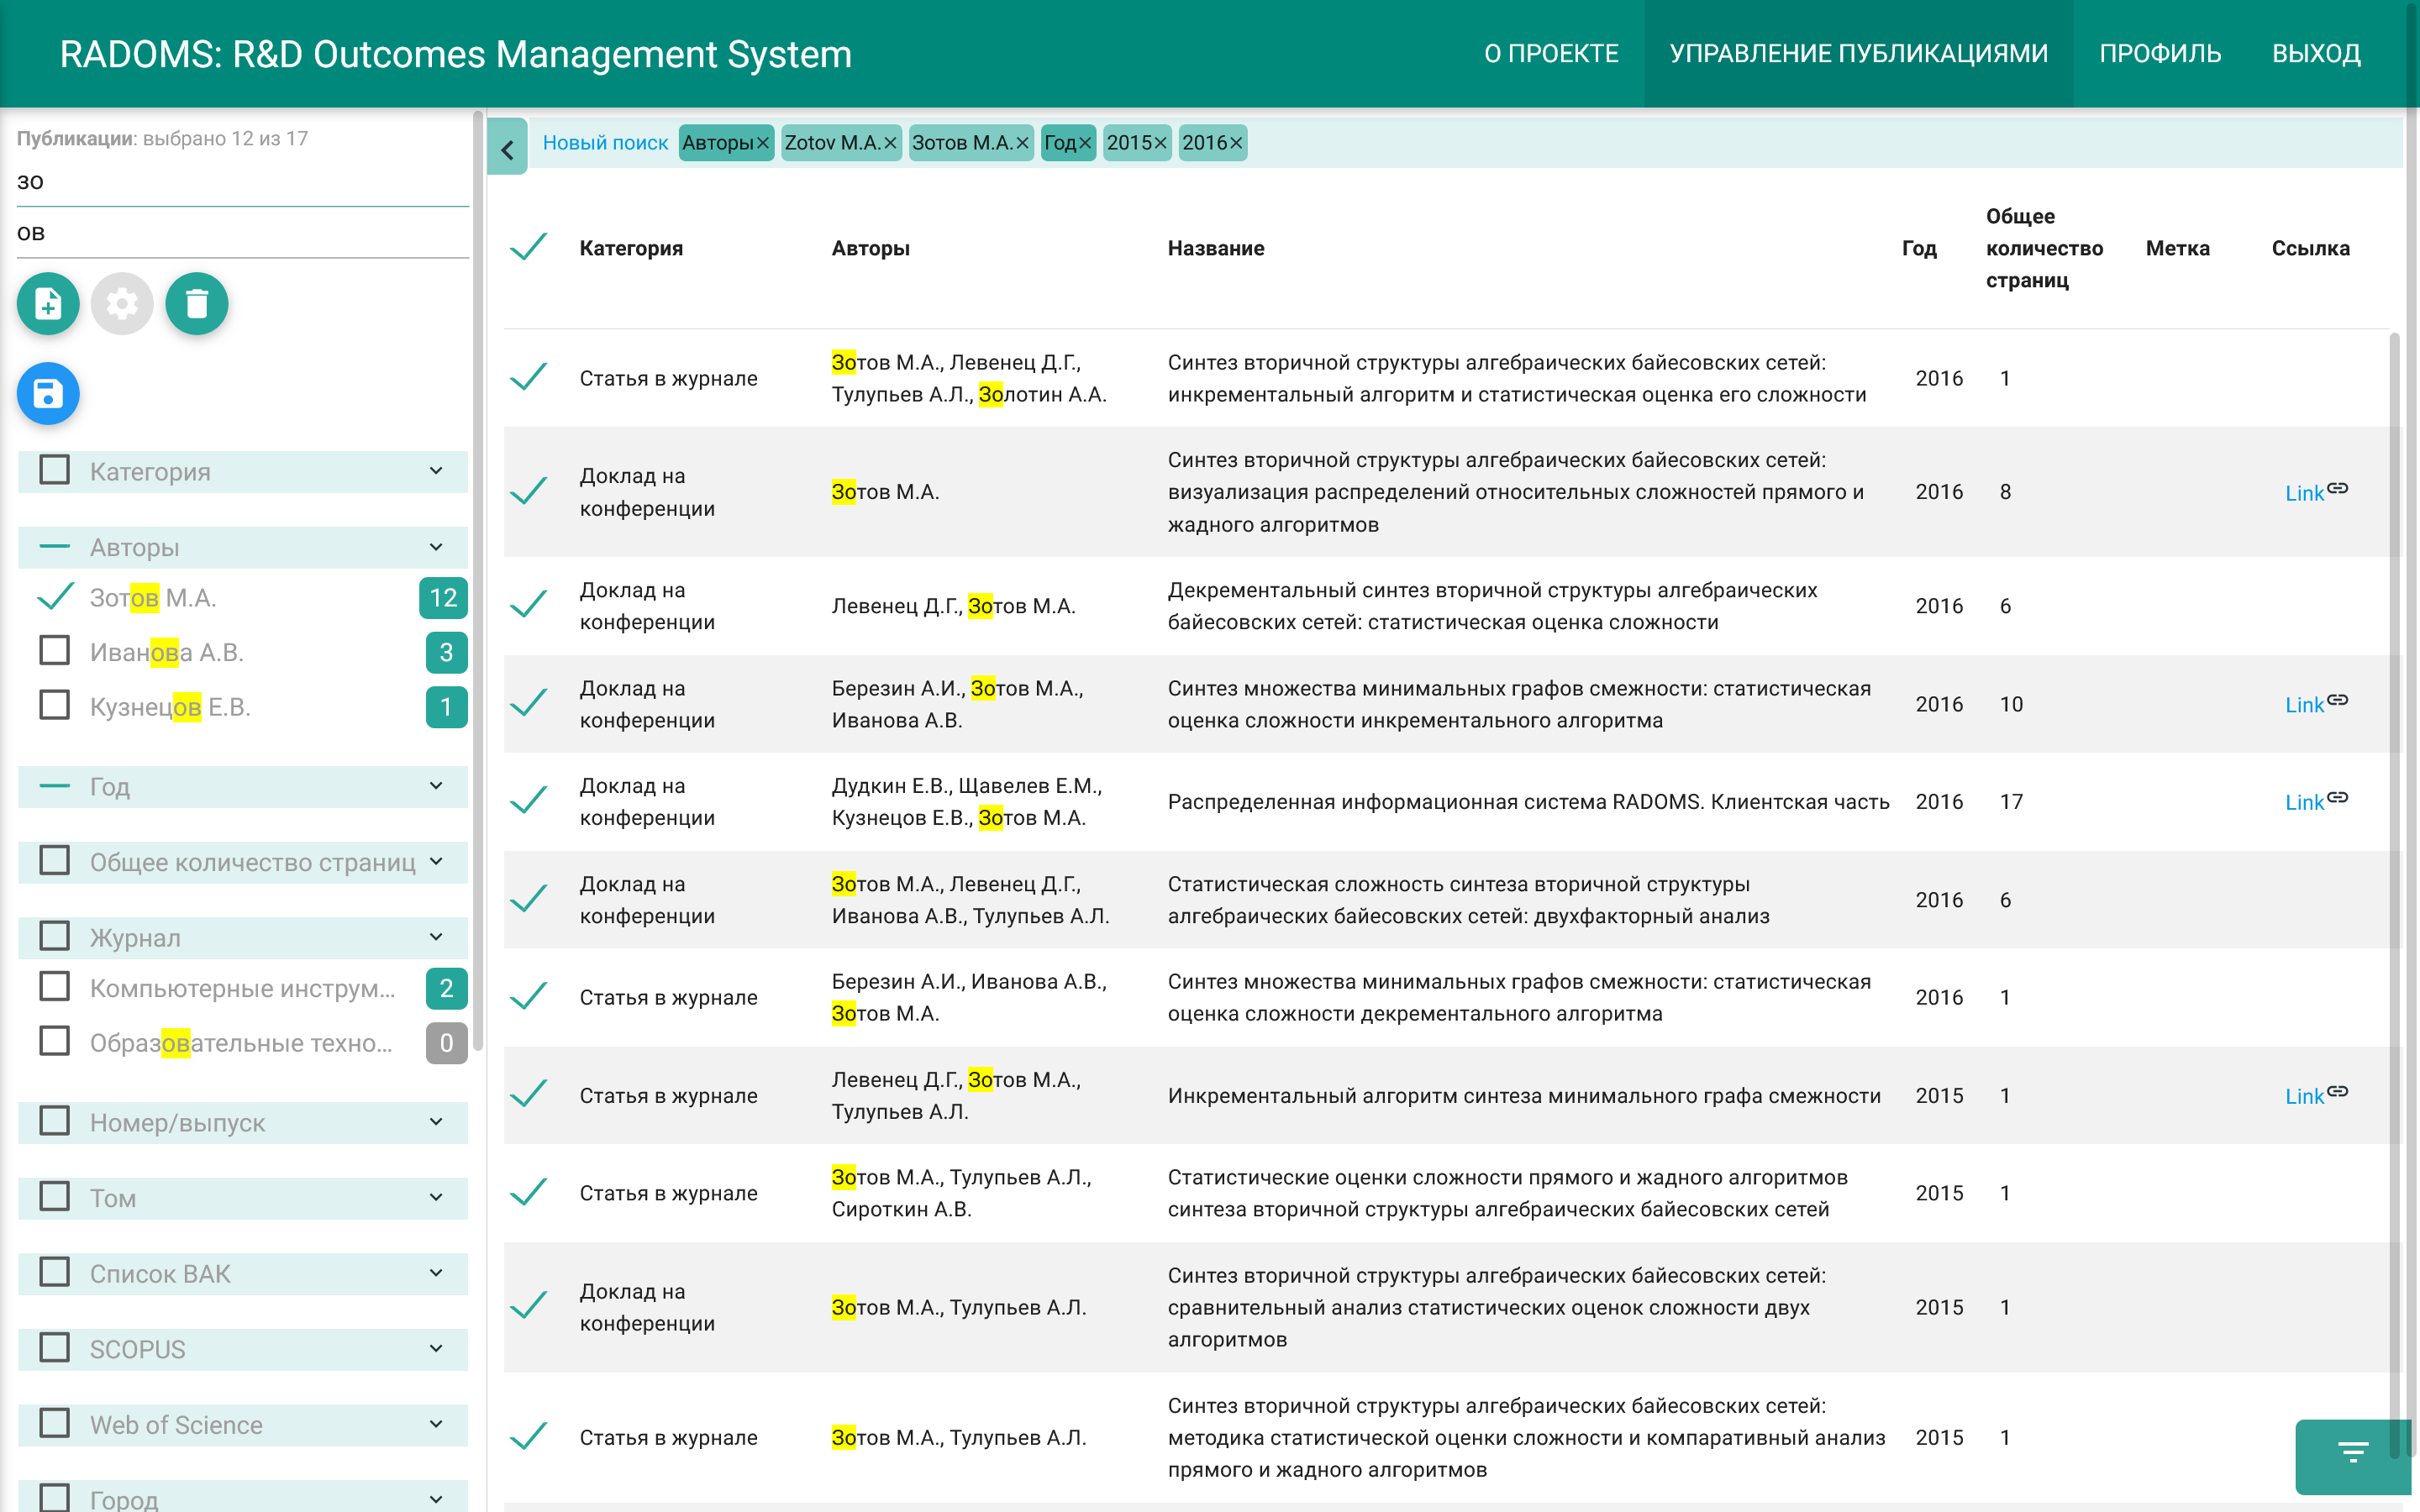 RADOMS: R&D Outcomes Management System
О ПРОЕКТЕ
УПРАВЛЕНИЕ ПУБЛИКАЦИЯМИ
ПРОФИЛЬ
ВЫХОД
Публикации: выбрано 12 из 17
зо
ов
Категория
Авторы
Зотов М.А. 12
Иванова А.В. 3
Кузнецов Е.В. 1
Год
Общее количество страниц
Журнал
Компьютерные инструм... 2
Образовательные техно... 0
Номер/выпуск
Том
Список ВАК
SCOPUS
Web of Science
Город
Новый поиск Авторы× Zotov M.A.× Зотов М.А.× Год× 2015× 2016×
Категория
Авторы
Название
Год
Общее
количество
страниц
Метка
Ссылка
Статья в журнале
Зотов М.А., Левенец Д.Г.,
Тулупьев А.Л., Золотин А.А.
Синтез вторичной структуры алгебраических байесовских сетей:
инкрементальный алгоритм и статистическая оценка его сложности
2016
1
Доклад на
конференции
Зотов М.А.
Синтез вторичной структуры алгебраических байесовских сетей:
визуализация распределений относительных сложностей прямого и
жадного алгоритмов
2016
8
Link
Доклад на
конференции
Левенец Д.Г., Зотов М.А.
Декрементальный синтез вторичной структуры алгебраических
байесовских сетей: статистическая оценка сложности
2016
6
Доклад на
конференции
Березин А.И., Зотов М.А.,
Иванова А.В.
Синтез множества минимальных графов смежности: статистическая
оценка сложности инкрементального алгоритма
2016
10
Link
Доклад на
конференции
Дудкин Е.В., Щавелев Е.М.,
Кузнецов Е.В., Зотов М.А.
Распределенная информационная система RADOMS. Клиентская часть
2016
17
Link
Доклад на
конференции
Зотов М.А., Левенец Д.Г.,
Иванова А.В., Тулупьев А.Л.
Статистическая сложность синтеза вторичной структуры
алгебраических байесовских сетей: двухфакторный анализ
2016
6
Статья в журнале
Березин А.И., Иванова А.В.,
Зотов М.А.
Синтез множества минимальных графов смежности: статистическая
оценка сложности декрементального алгоритма
2016
1
Статья в журнале
Левенец Д.Г., Зотов М.А.,
Тулупьев А.Л.
Инкрементальный алгоритм синтеза минимального графа смежности
2015
1
Link
Статья в журнале
Зотов М.А., Тулупьев А.Л.,
Сироткин А.В.
Статистические оценки сложности прямого и жадного алгоритмов
синтеза вторичной структуры алгебраических байесовских сетей
2015
1
Доклад на
конференции
Зотов М.А., Тулупьев А.Л.
Синтез вторичной структуры алгебраических байесовских сетей:
сравнительный анализ статистических оценок сложности двух
алгоритмов
2015
1
Статья в журнале
Зотов М.А., Тулупьев А.Л.
Синтез вторичной структуры алгебраических байесовских сетей:
методика статистической оценки сложности и компаративный анализ
прямого и жадного алгоритмов
2015
1